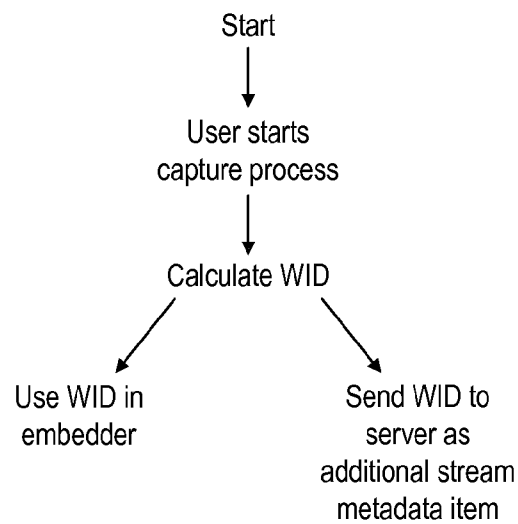 Start
User starts
capture process
Calculate WID
Use WID in
embedder
Send WID to
server as
additional stream
metadata item